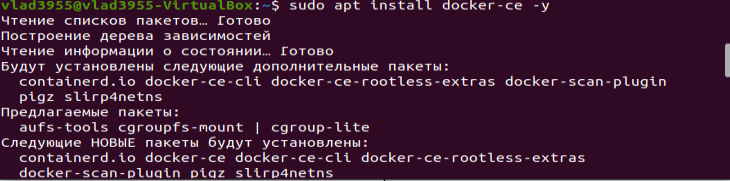 vlad3955@vlad3955-VirtualBox:~$ sudo apt install docker-ce -y
Чтение списков пакетов… Готово
Построение дерева зависимостей
Чтение информации о состоянии… Готово
Будут установлены следующие дополнительные пакеты:
containerd.io docker-ce-cli docker-ce-rootless-extras docker-scan-plugin
pigz slirp4netns
Предлагаемые пакеты:
aufs-tools cgroupfs-mount | cgroup-lite
Следующие НОВЫЕ пакеты будут установлены:
containerd.io docker-ce docker-ce-cli docker-ce-rootless-extras
docker-scan-plugin pigz slirp4netns